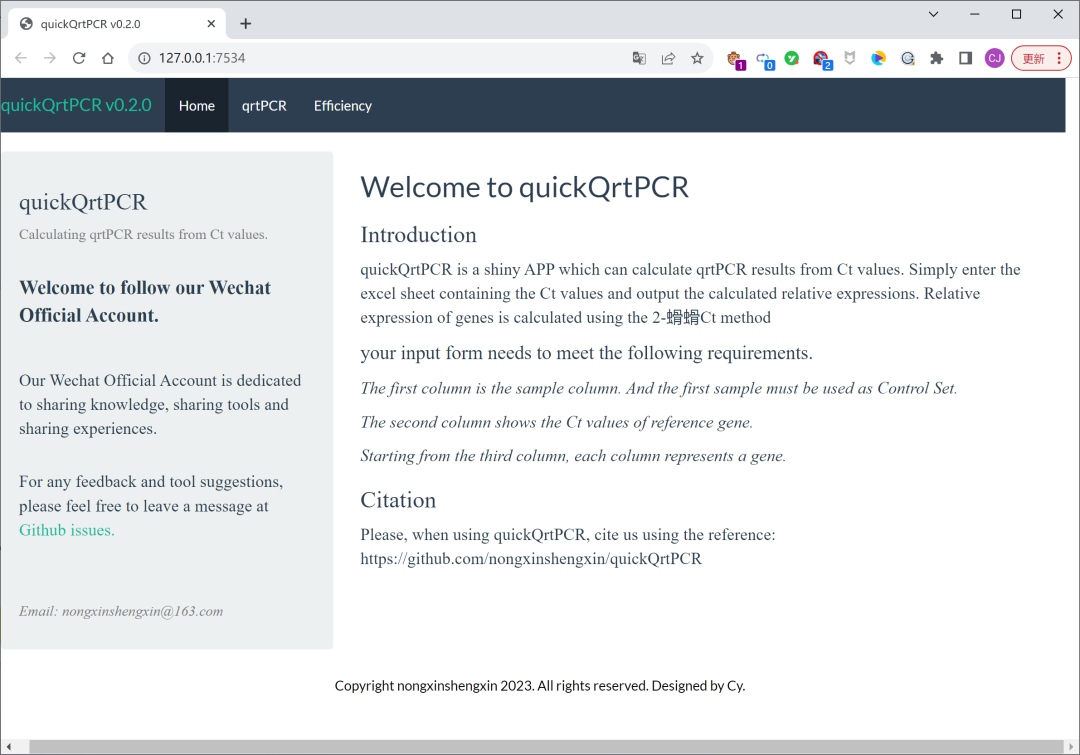 quickQrtPCR v0.2.0
127.0.0.1:7534
1
0
2
CJ
更新
quickQrtPCR v0.2.0
Home
qrtPCR
Efficiency
quickQrtPCR
Calculating qrtPCR results from Ct values.
Welcome to follow our Wechat
Official Account.
Our Wechat Official Account is dedicated
to sharing knowledge, sharing tools and
sharing experiences.
For any feedback and tool suggestions,
please feel free to leave a message at
Github issues.
Email: nongxinshengxin@163.com
Welcome to quickQrtPCR
Introduction
quickQrtPCR is a shiny APP which can calculate qrtPCR results from Ct values. Simply enter the
excel sheet containing the Ct values and output the calculated relative expressions. Relative
expression of genes is calculated using the 2-螖螖Ct method
your input form needs to meet the following requirements.
The first column is the sample column. And the first sample must be used as Control Set.
The second column shows the Ct values of reference gene.
Starting from the third column, each column represents a gene.
Citation
Please, when using quickQrtPCR, cite us using the reference:
https://github.com/nongxinshengxin/quickQrtPCR
Copyright nongxinshengxin 2023. All rights reserved. Designed by Cy.